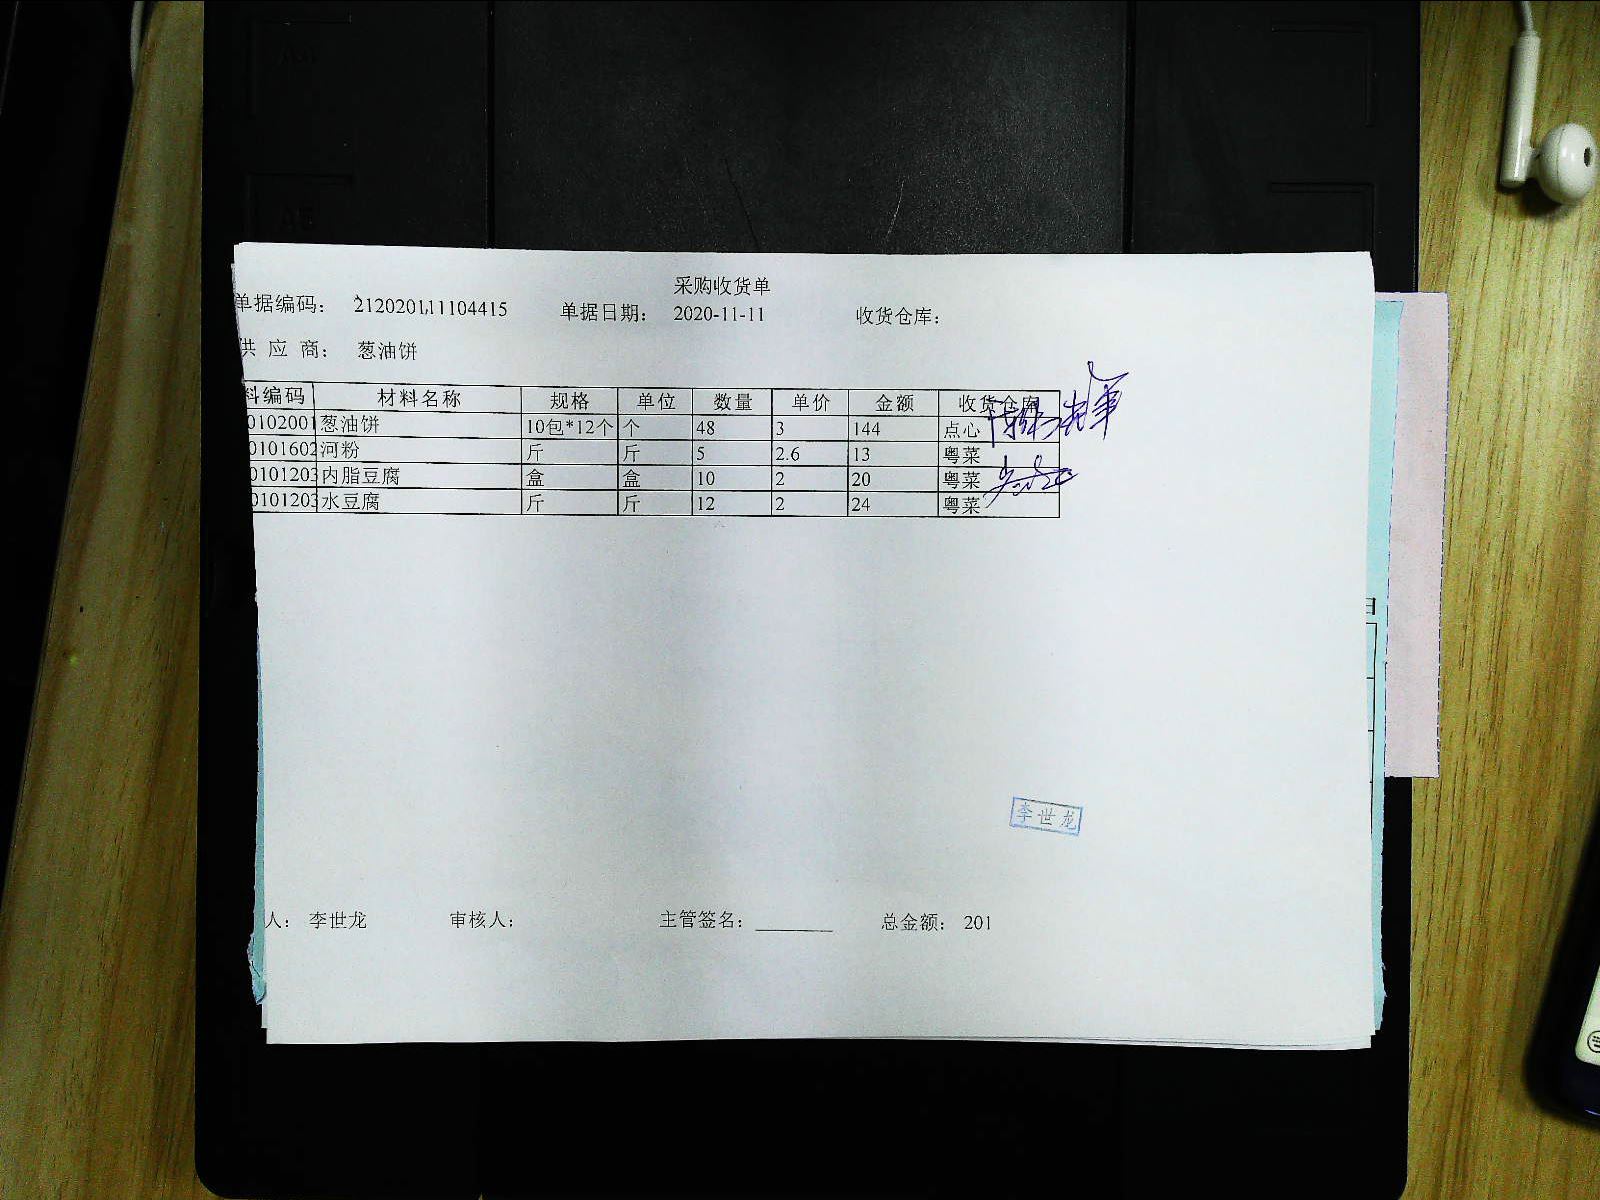 采购收货单
单据编码： 212020111104415 单据日期： 2020-11-11 收货仓库：
供 应 商： 葱油饼
料编码 材料名称 规格 单位 数量 单价 金额 收货仓库
0102001 葱油饼 10包*12个 个 48 3 144 点心
0101602 河粉 斤 斤 5 2.6 13 粤菜
0101203 内脂豆腐 盒 盒 10 2 20 粤菜
0101203 水豆腐 斤 斤 12 2 24 粤菜
李世龙
人： 李世龙 审核人： 主管签名： 总金额： 201